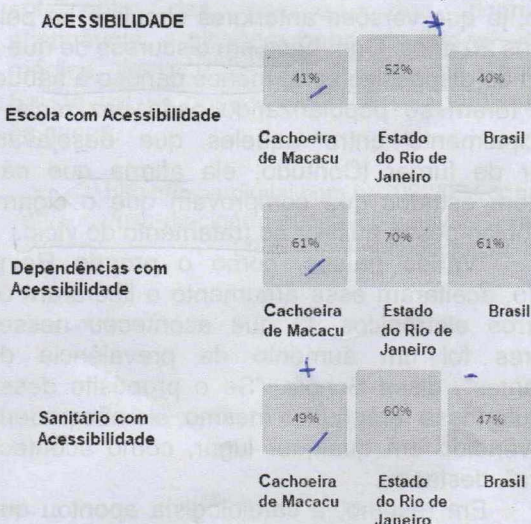 ACESSIBILIDADE
Escola com Acessibilidade
41%
52%
40%
Cachoeira de Macacu
Estado do Rio de Janeiro
Brasil
Dependências com
Acessibilidade
61%
70%
61%
Cachoeira de Macacu
Estado do Rio de Janeiro
Brasil
Sanitário com
Acessibilidade
49%
60%
47%
Cachoeira de Macacu
Estado do Rio de Janeiro
Brasil